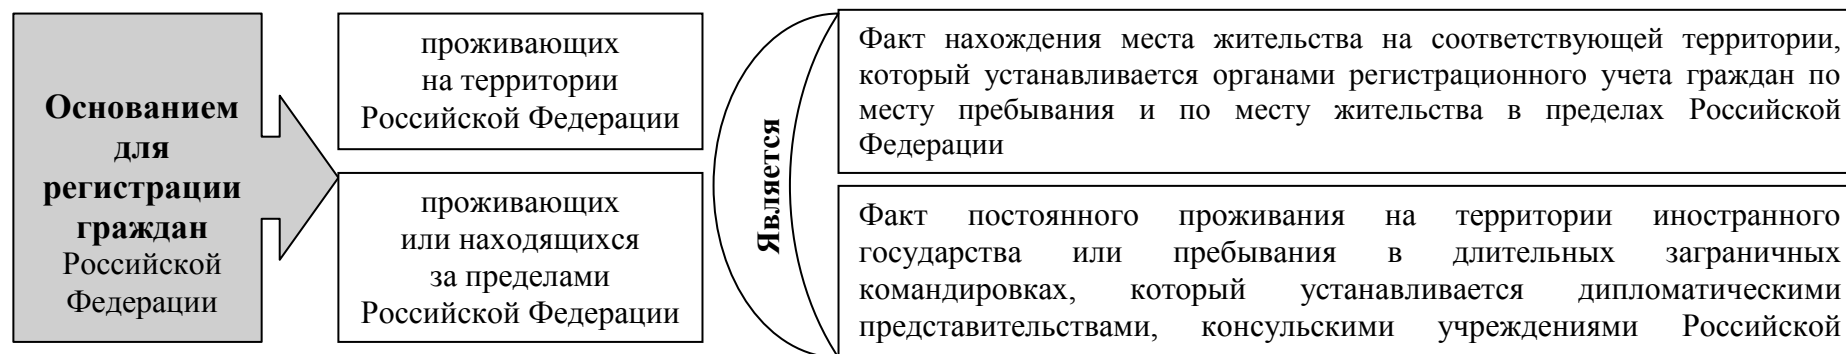 Основанием
для
регистрации
граждан
Российской
Федерации
проживающих
на территории
Российской Федерации
проживающих
или находящихся
за пределами
Российской Федерации
Является
Факт нахождения места жительства на соответствующей территории,
который устанавливается органами регистрационного учета граждан по
месту пребывания и по месту жительства в пределах Российской
Федерации
Факт постоянного проживания на территории иностранного
государства или пребывания в длительных заграничных
командировках, который устанавливается дипломатическими
представительствами, консульскими учреждениями Российской